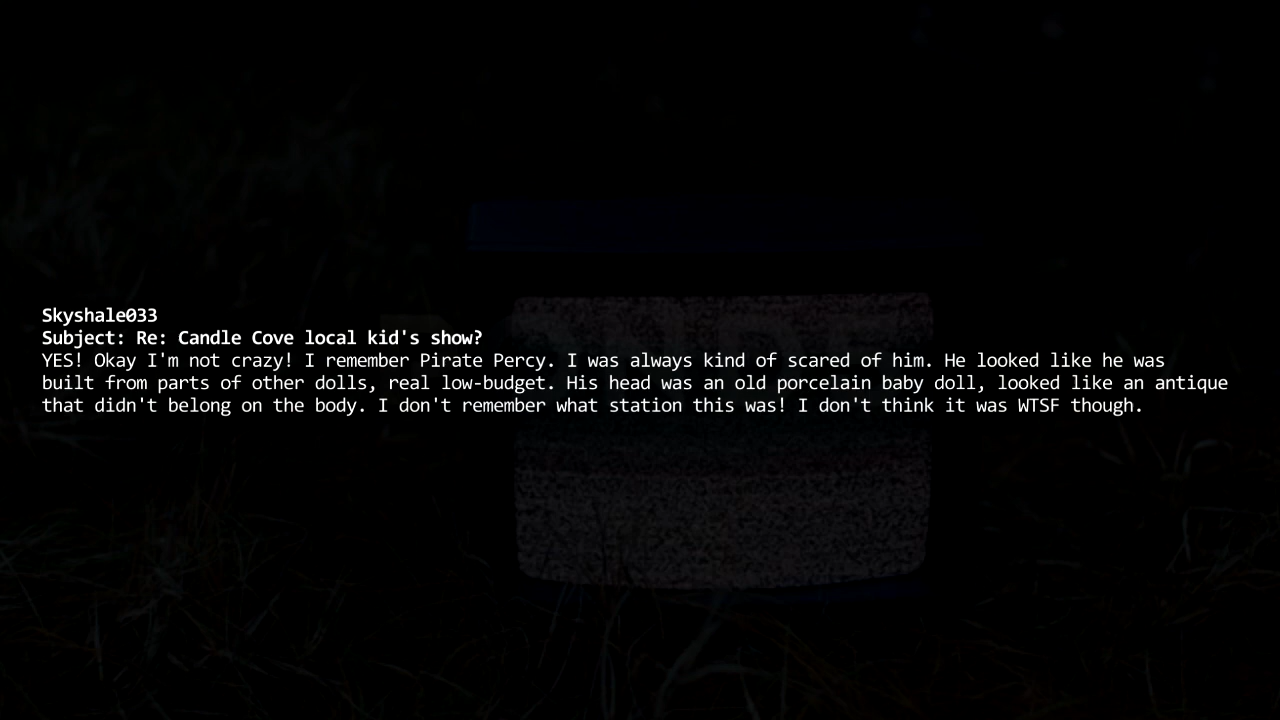 Skyshale033
Subject: Re: Candle Cove local kid's show?
YES! Okay I'm not crazy! I remember Pirate Percy. I was always kind of scared of him. He looked like he was
built from parts of other dolls, real low-budget. His head was an old porcelain baby doll, looked like an antique
that didn't belong on the body. I don't remember what station this was! I don't think it was WTSF though.